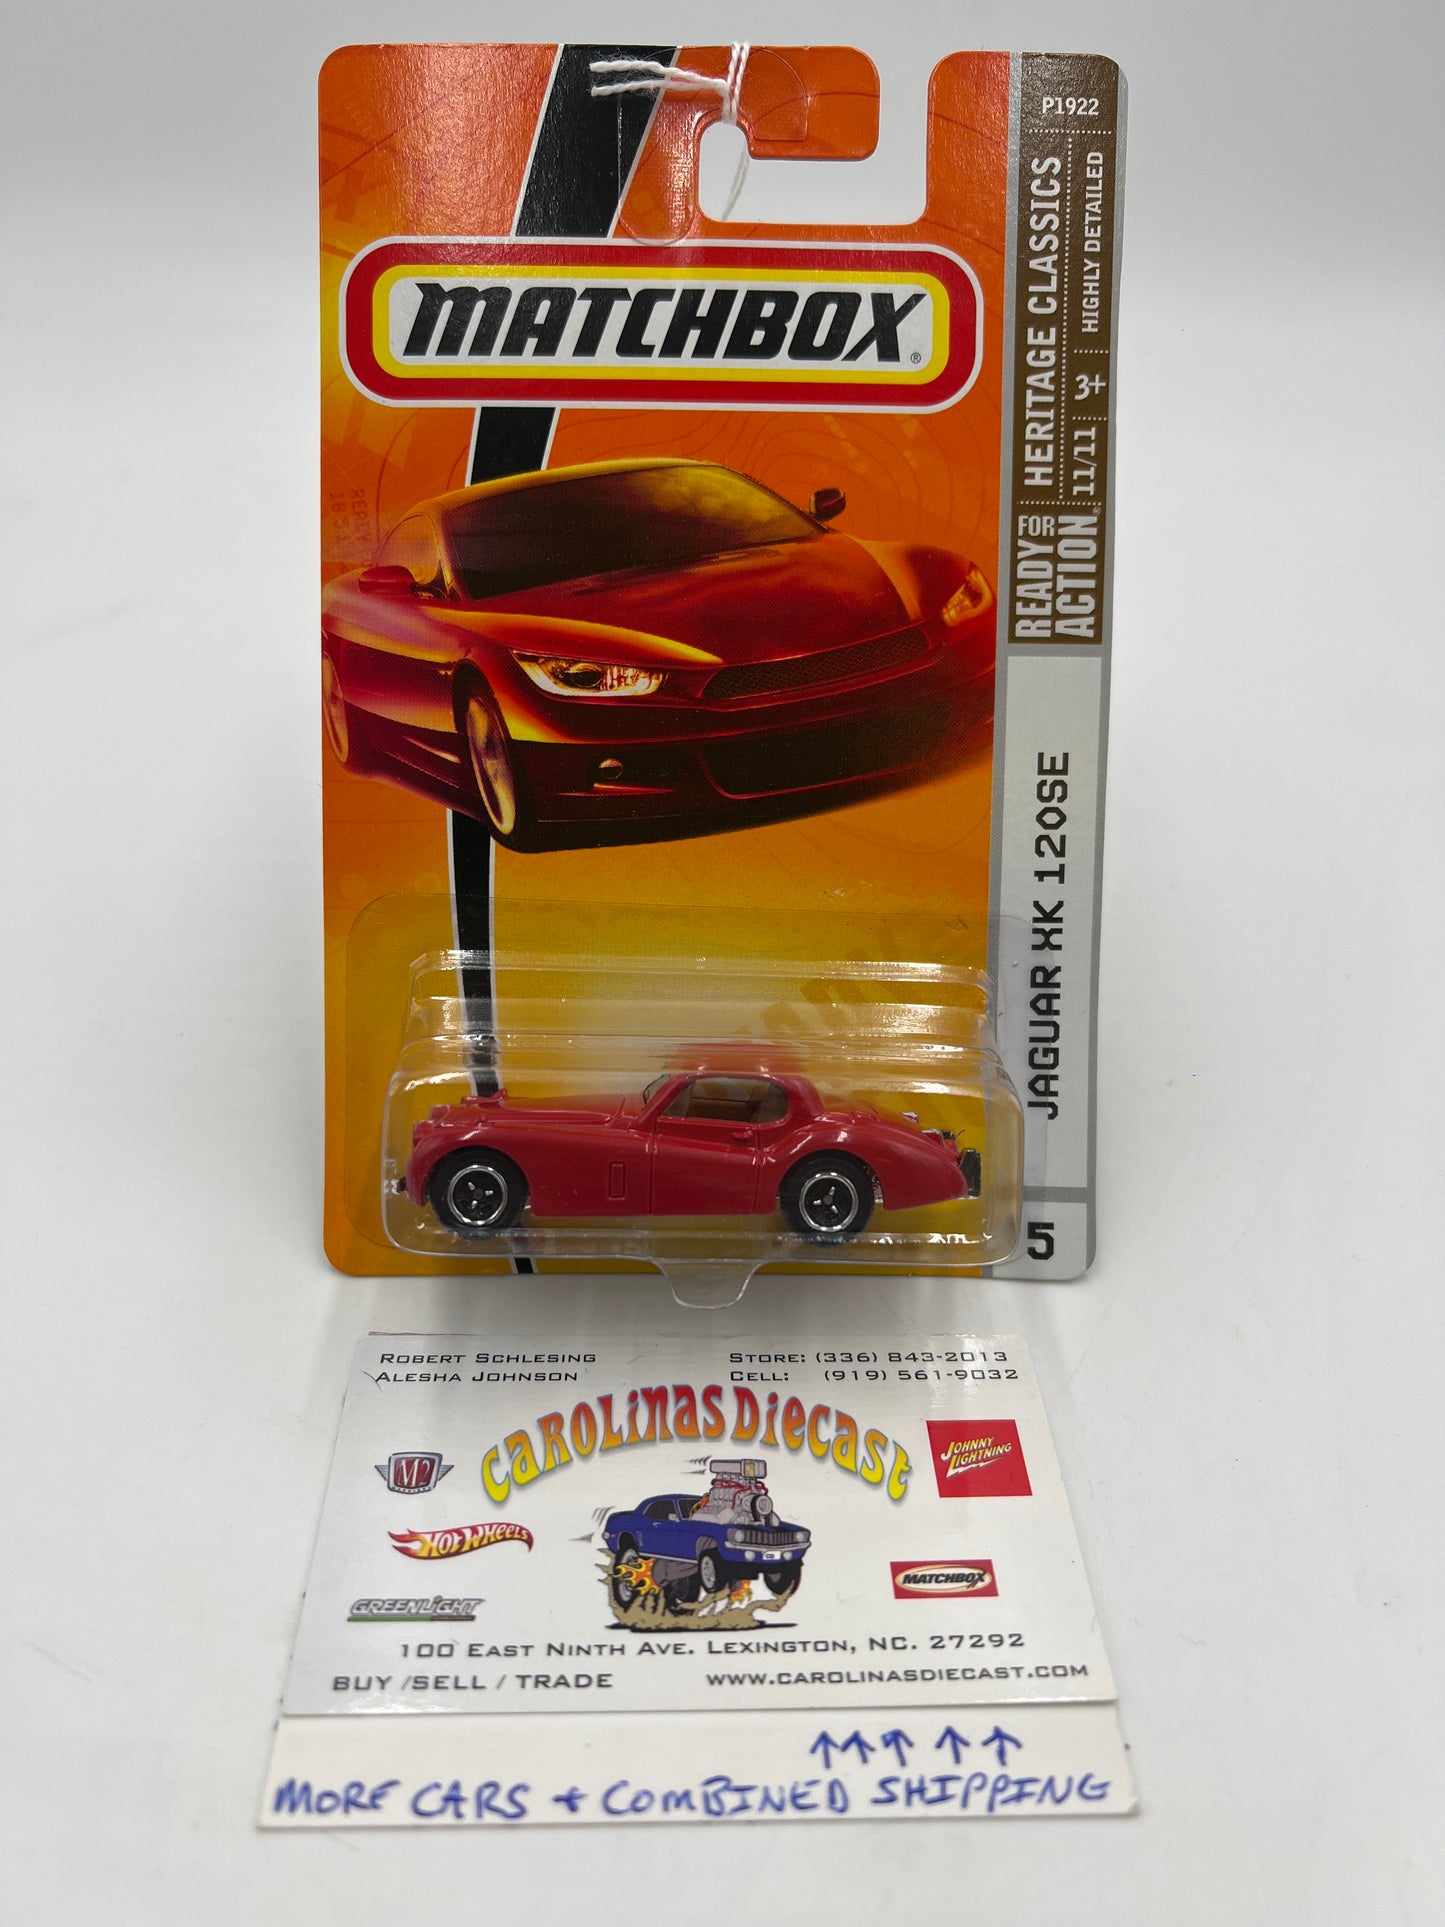 P1922
MATCHBOX®
HERITAGE CLASSICS
HIGHLY DETAILED
11/11 3+
READY FOR ACTION®
JAGUAR XK 120SE
5
ROBERT SCHLESING
ALESHA JOHNSON
STORE: (336) 843-2013
CELL: (919) 561-9032
CAROLINAS DIECAST
M2
JOHNNY LIGHTNING
HOT WHEELS
MATCHBOX
GREENLIGHT
100 EAST NINTH AVE. LEXINGTON, NC. 27292
BUY /SELL / TRADE
WWW.CAROLINASDIECAST.COM
↑↑↑ ↑ ↑
MORE CARS + COMBINED SHIPPING